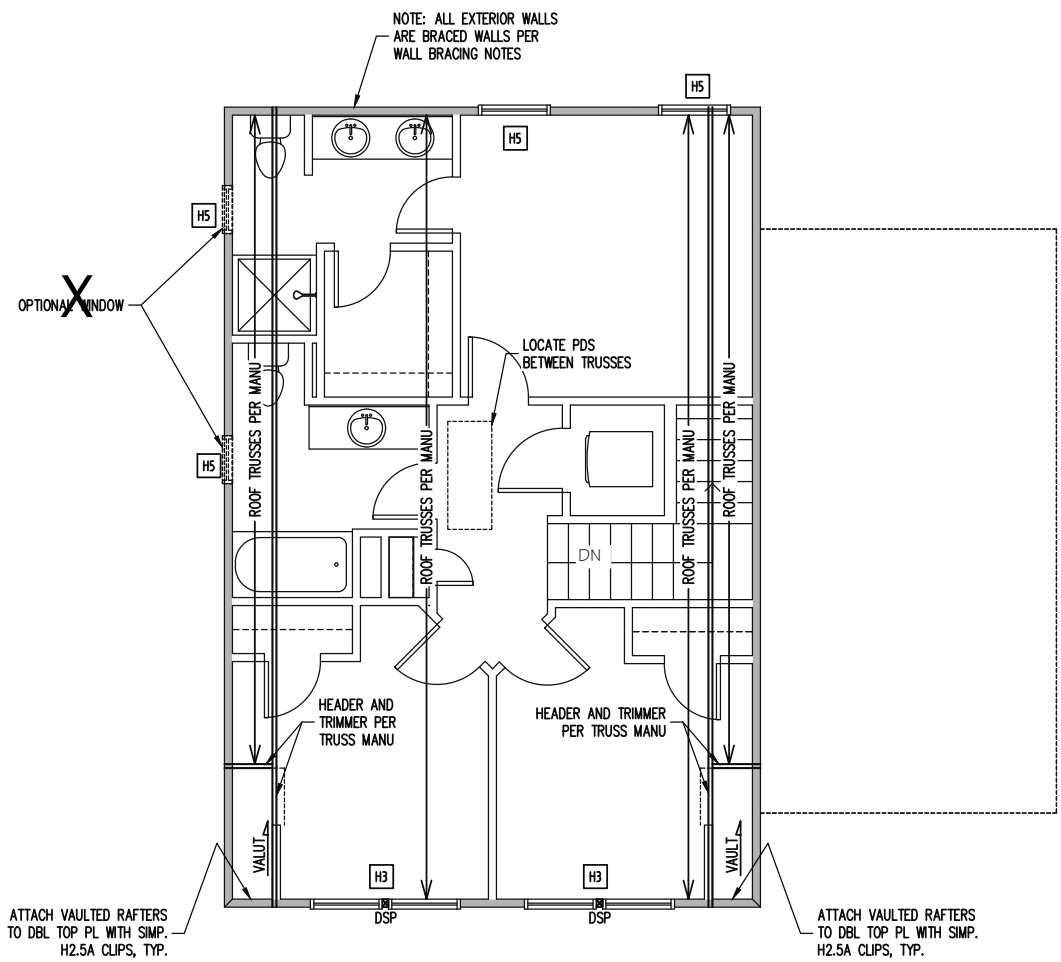 NOTE: ALL EXTERIOR WALLS
ARE BRACED WALLS PER
WALL BRACING NOTES
H5
H5
H5
X
OPTIONAL WINDOW
LOCATE PDS
BETWEEN TRUSSES
ROOF TRUSSES PER MANU
ROOF TRUSSES PER MANU
ROOF TRUSSES PER MANU
ROOF TRUSSES PER MANU
H5
DN
HEADER AND
TRIMMER PER
TRUSS MANU
HEADER AND TRIMMER
PER TRUSS MANU
VALUT
VAULT
H3
H3
DSP
DSP
ATTACH VAULTED RAFTERS
TO DBL TOP PL WITH SIMP.
H2.5A CLIPS, TYP.
ATTACH VAULTED RAFTERS
TO DBL TOP PL WITH SIMP.
H2.5A CLIPS, TYP.